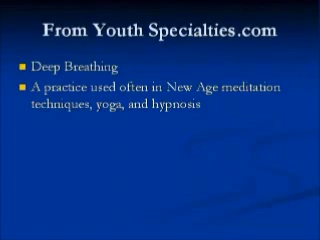 From Youth Specialties.com
Deep Breathing
A practice used often in New Age meditation
techniques, yoga, and hypnosis